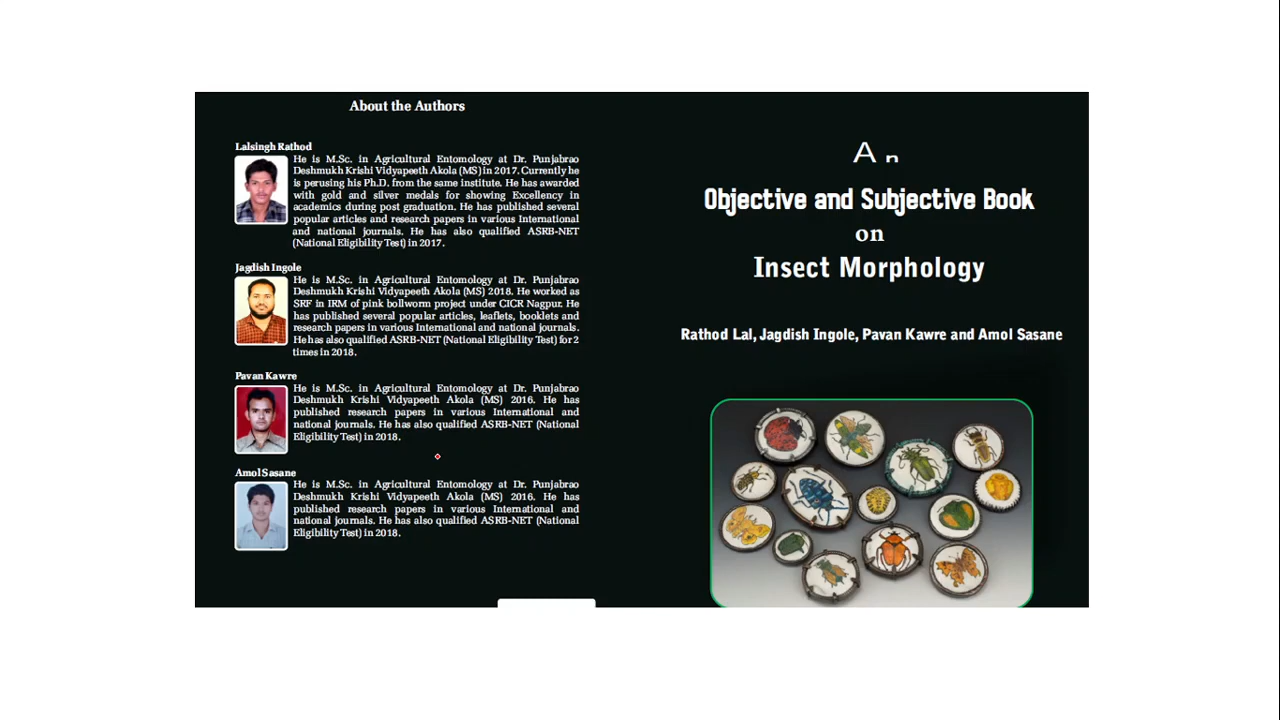 About the Authors
Lalsingh Rathod
He is M.Sc. in Agricultural Entomology at Dr. Punjabrao
Deshmukh Krishi Vidyapeeth Akola (MS) in 2017. Currently he
is perusing his Ph.D. from the same institute. He has awarded
with gold and silver medals for showing Excellency in
academics during post graduation. He has published several
popular articles and research papers in various International
and national journals. He has also qualified ASRB-NET
(National Eligibility Test) in 2017.
Jagdish Ingole
He is M.Sc. in Agricultural Entomology at Dr. Punjabrao
Deshmukh Krishi Vidyapeeth Akola (MS) 2018. He worked as
SRF in IRM of pink bollworm project under CICR Nagpur. He
has published several popular articles, leaflets, booklets and
research papers in various International and national journals.
He has also qualified ASRB-NET (National Eligibility Test) for 2
times in 2018.
Pavan Kawre
He is M.Sc. in Agricultural Entomology at Dr. Punjabrao
Deshmukh Krishi Vidyapeeth Akola (MS) 2016. He has
published research papers in various International and
national journals. He has also qualified ASRB-NET (National
Eligibility Test) in 2018.
Amol Sasane
He is M.Sc. in Agricultural Entomology at Dr. Punjabrao
Deshmukh Krishi Vidyapeeth Akola (MS) 2016. He has
published research papers in various International and
national journals. He has also qualified ASRB-NET (National
Eligibility Test) in 2018.
An
Objective and Subjective Book
on
Insect Morphology
Rathod Lal, Jagdish Ingole, Pavan Kawre and Amol Sasane